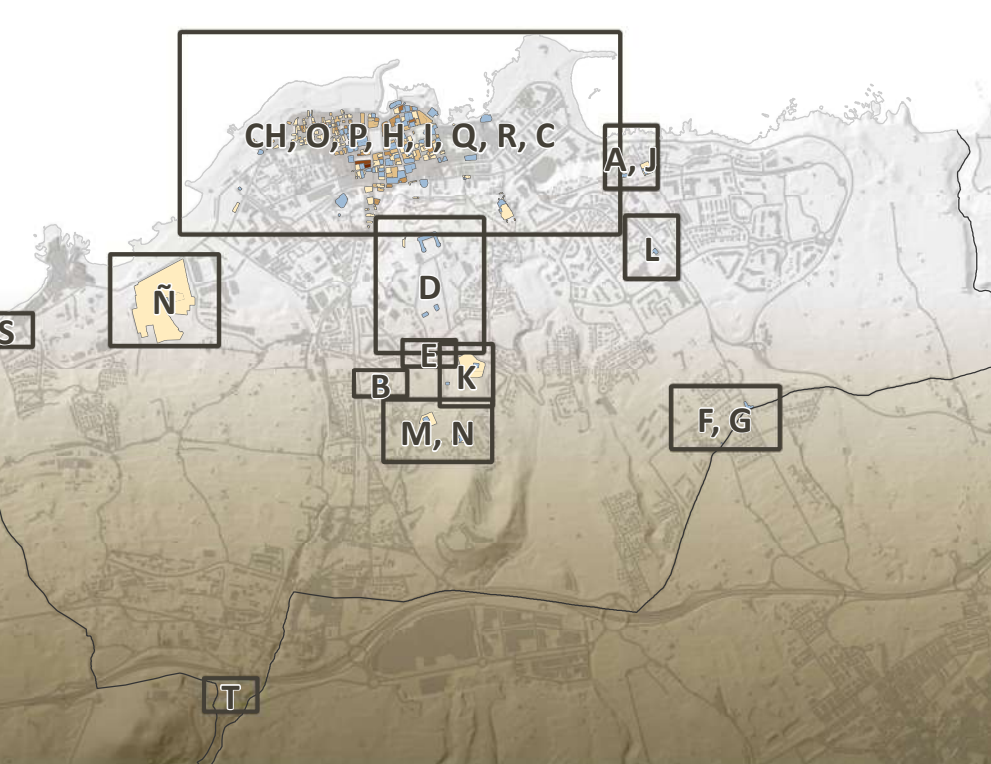 CH, O, P, H, I, Q, R, C
A, J
L
D
Ñ
S
E
B
K
M, N
F, G
T